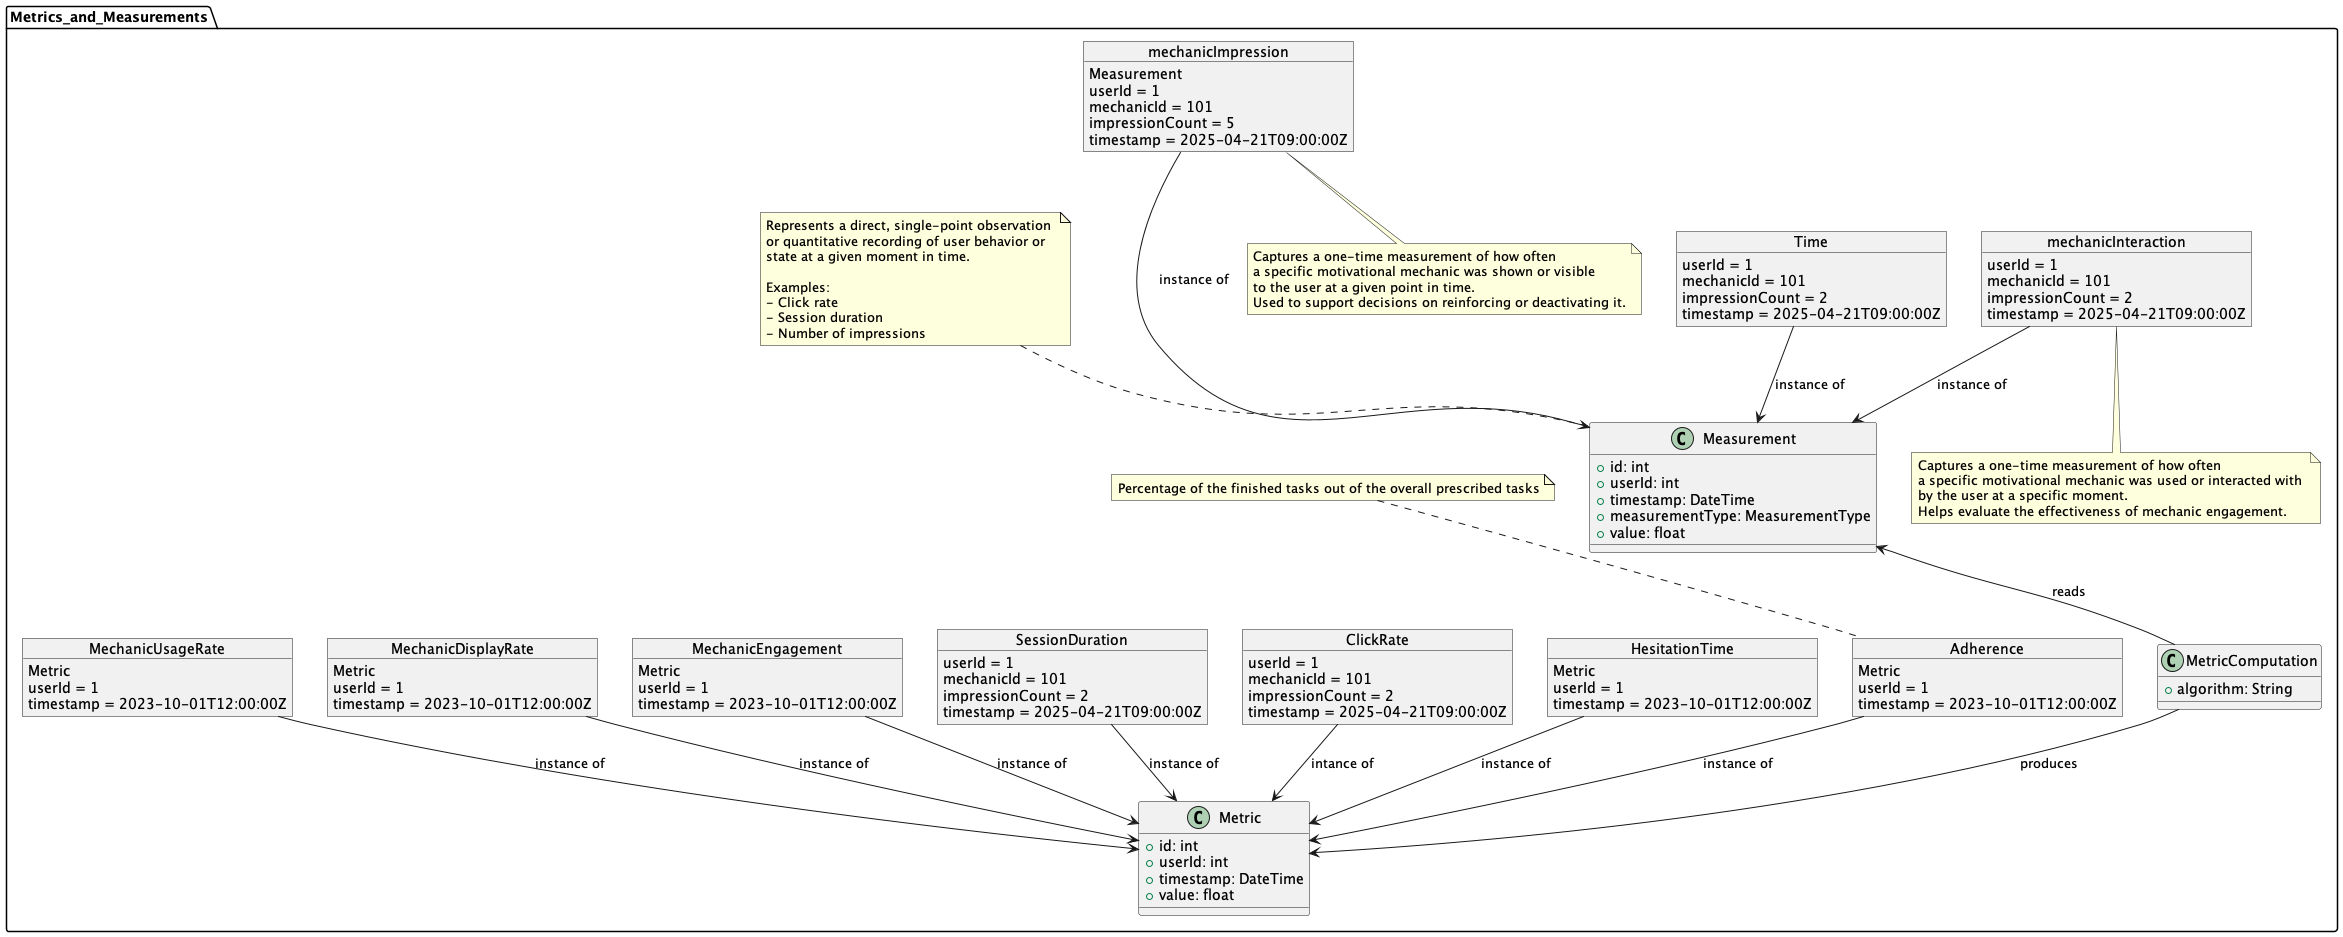 Metrics_and_Measurements
mechanicImpression
Measurement
userId = 1
mechanicId = 101
impressionCount = 5
timestamp = 2025-04-21T09:00:00Z
Represents a direct, single-point observation
or quantitative recording of user behavior or
state at a given moment in time.
Examples:
- Click rate
- Session duration
- Number of impressions
instance of
Captures a one-time measurement of how often
a specific motivational mechanic was shown or visible
to the user at a given point in time.
Used to support decisions on reinforcing or deactivating it.
Time
userId = 1
mechanicId = 101
impressionCount = 2
timestamp = 2025-04-21T09:00:00Z
mechanicInteraction
userId = 1
mechanicId = 101
impressionCount = 2
timestamp = 2025-04-21T09:00:00Z
instance of
instance of
Percentage of the finished tasks out of the overall prescribed tasks
C Measurement
id: int
userId: int
timestamp: DateTime
measurementType: MeasurementType
value: float
Captures a one-time measurement of how often
a specific motivational mechanic was used or interacted with
by the user at a specific moment.
Helps evaluate the effectiveness of mechanic engagement.
reads
MechanicUsageRate
Metric
userId = 1
timestamp = 2023-10-01T12:00:00Z
MechanicDisplayRate
Metric
userId = 1
timestamp = 2023-10-01T12:00:00Z
MechanicEngagement
Metric
userId = 1
timestamp = 2023-10-01T12:00:00Z
SessionDuration
userId = 1
mechanicId = 101
impressionCount = 2
timestamp = 2025-04-21T09:00:00Z
ClickRate
userId = 1
mechanicId = 101
impressionCount = 2
timestamp = 2025-04-21T09:00:00Z
HesitationTime
Metric
userId = 1
timestamp = 2023-10-01T12:00:00Z
Adherence
Metric
userId = 1
timestamp = 2023-10-01T12:00:00Z
C MetricComputation
algorithm: String
instance of
instance of
instance of
instance of
intance of
instance of
instance of
produces
C Metric
id: int
userId: int
timestamp: DateTime
value: float